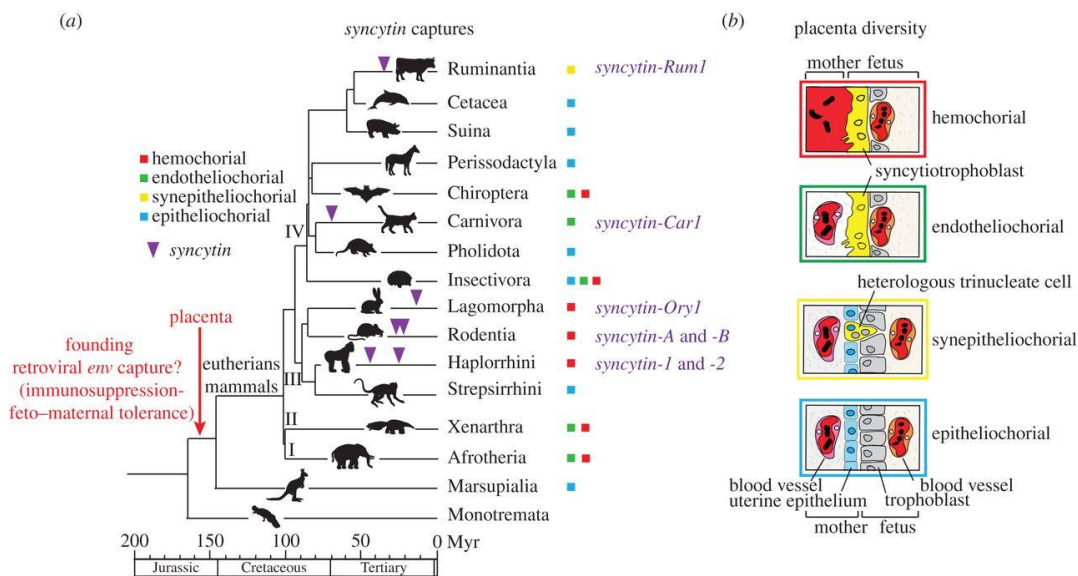 (a)
syncytin captures
Ruminantia
syncytin-Rum1
Cetacea
Suina
Perissodactyla
Chiroptera
Carnivora
syncytin-Car1
Pholidota
Insectivora
Lagomorpha
syncytin-Ory1
Rodentia
syncytin-A and -B
Haplorrhini
syncytin-1 and -2
Strepsirrhini
Xenarthra
Afrotheria
Marsupialia
Monotremata
hemochorial
endotheliochorial
synepitheliochorial
epitheliochorial
syncytin
IV
III
II
I
placenta
founding
retroviral env capture?
(immunosuppression-
feto–maternal tolerance)
eutherians
mammals
200 150 100 50 0 Myr
Jurassic Cretaceous Tertiary
(b)
placenta diversity
mother fetus
hemochorial
syncytiotrophoblast
endotheliochorial
heterologous trinucleate cell
synepitheliochorial
epitheliochorial
blood vessel
uterine epithelium
blood vessel
trophoblast
mother fetus